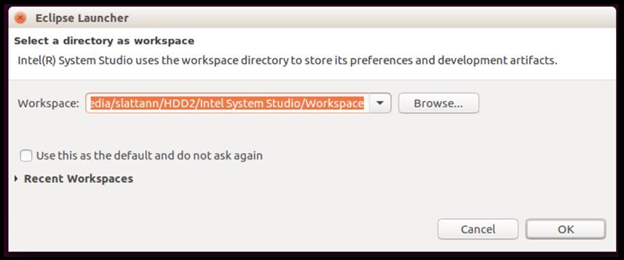 Eclipse Launcher
Select a directory as workspace
Intel(R) System Studio uses the workspace directory to store its preferences and development artifacts.
Workspace: edia/slattann/HDD2/Intel System Studio/Workspace Browse...
Use this as the default and do not ask again
Recent Workspaces
Cancel OK